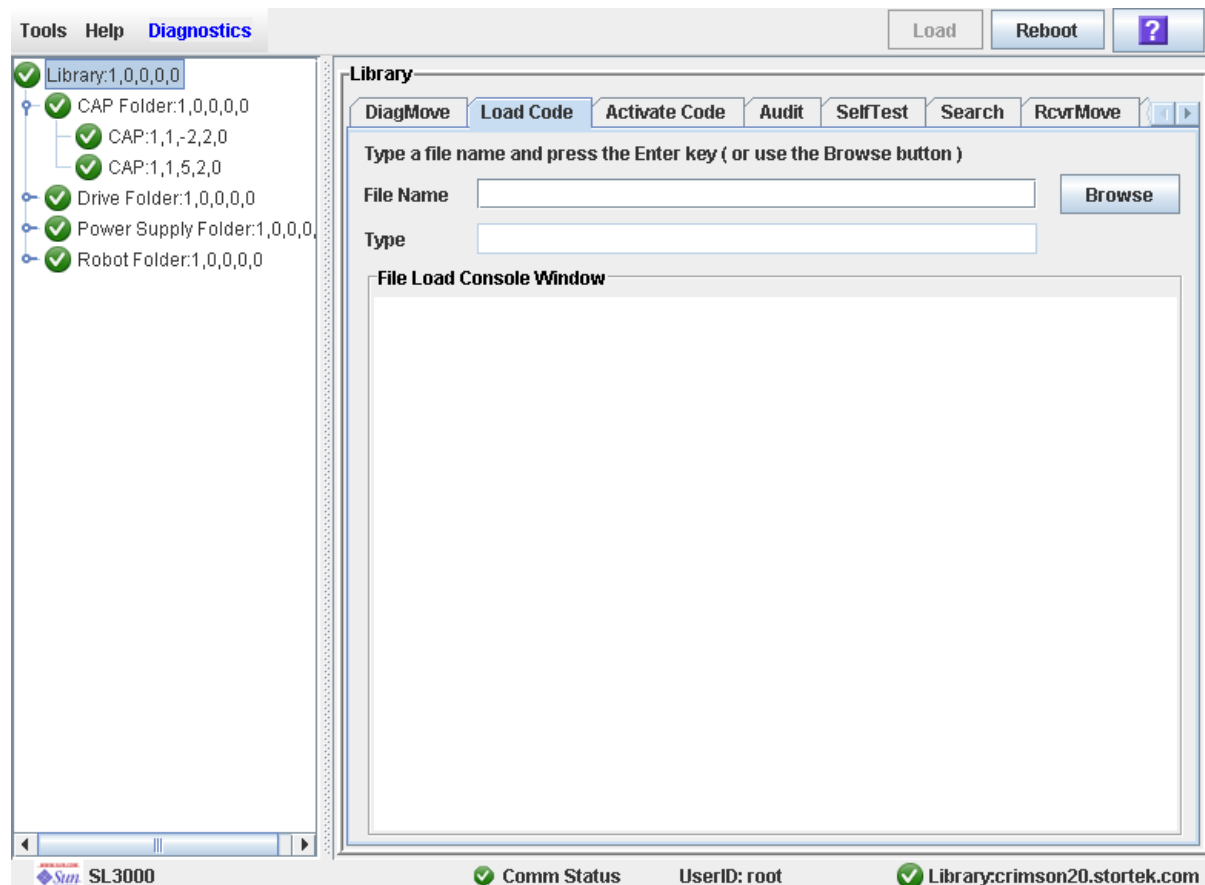 Tools Help Diagnostics
Load
Reboot
?
Library:1,0,0,0,0
CAP Folder:1,0,0,0,0
CAP:1,1,-2,2,0
CAP:1,1,5,2,0
Drive Folder:1,0,0,0,0
Power Supply Folder:1,0,0,0,
Robot Folder:1,0,0,0,0
Library
DiagMove
Load Code
Activate Code
Audit
SelfTest
Search
RcvrMove
Type a file name and press the Enter key ( or use the Browse button )
File Name
Browse
Type
File Load Console Window
Sun SL3000
Comm Status
UserID: root
Library:crimson20.stortek.com